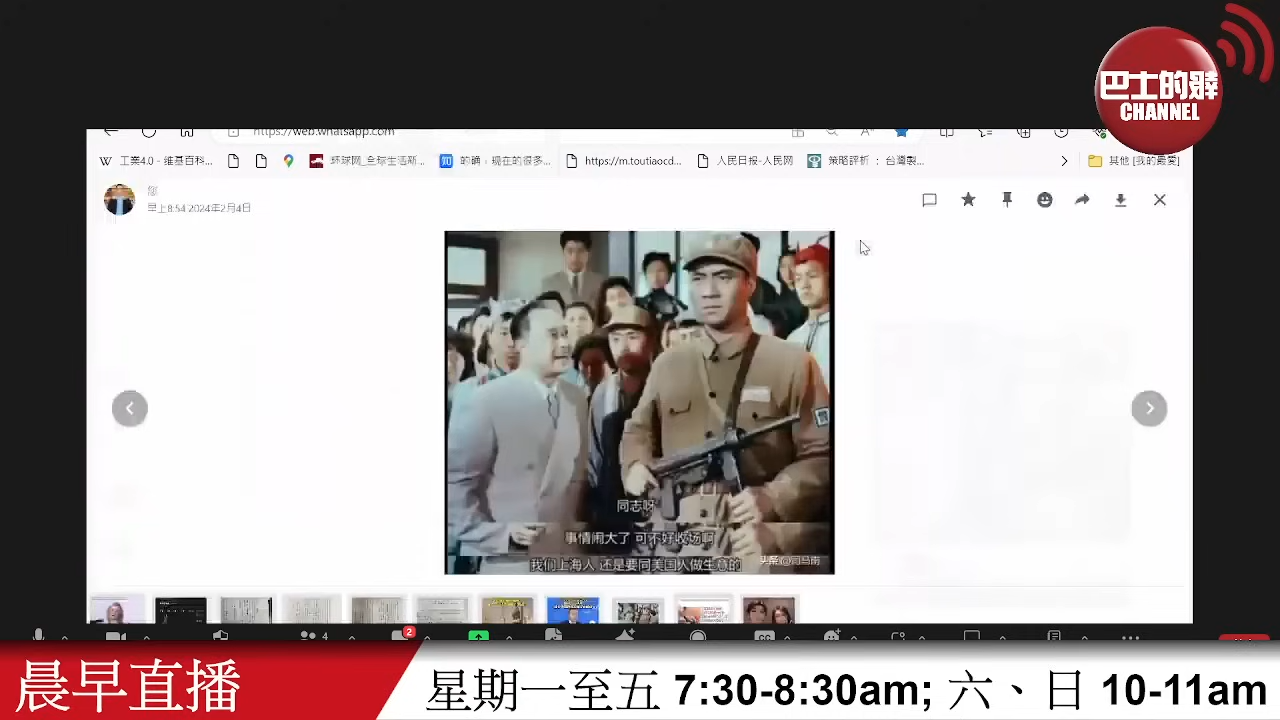 巴士的報
CHANNEL
https://web.whatsapp.com
工業4.0 - 维基百科...
环球网_全球生活新...
的确，现在的很多...
https://m.toutiaocd...
人民日报-人民网
策略評析 ： 台灣製...
其他 [我的最愛]
您
早上8:54 2024年2月4日
同志呀
事情闹大了 可不好收场啊
我们上海人 还是要同美国人做生意的
头条@司马南
4
2
晨早直播
星期一至五 7:30-8:30am; 六、日 10-11am